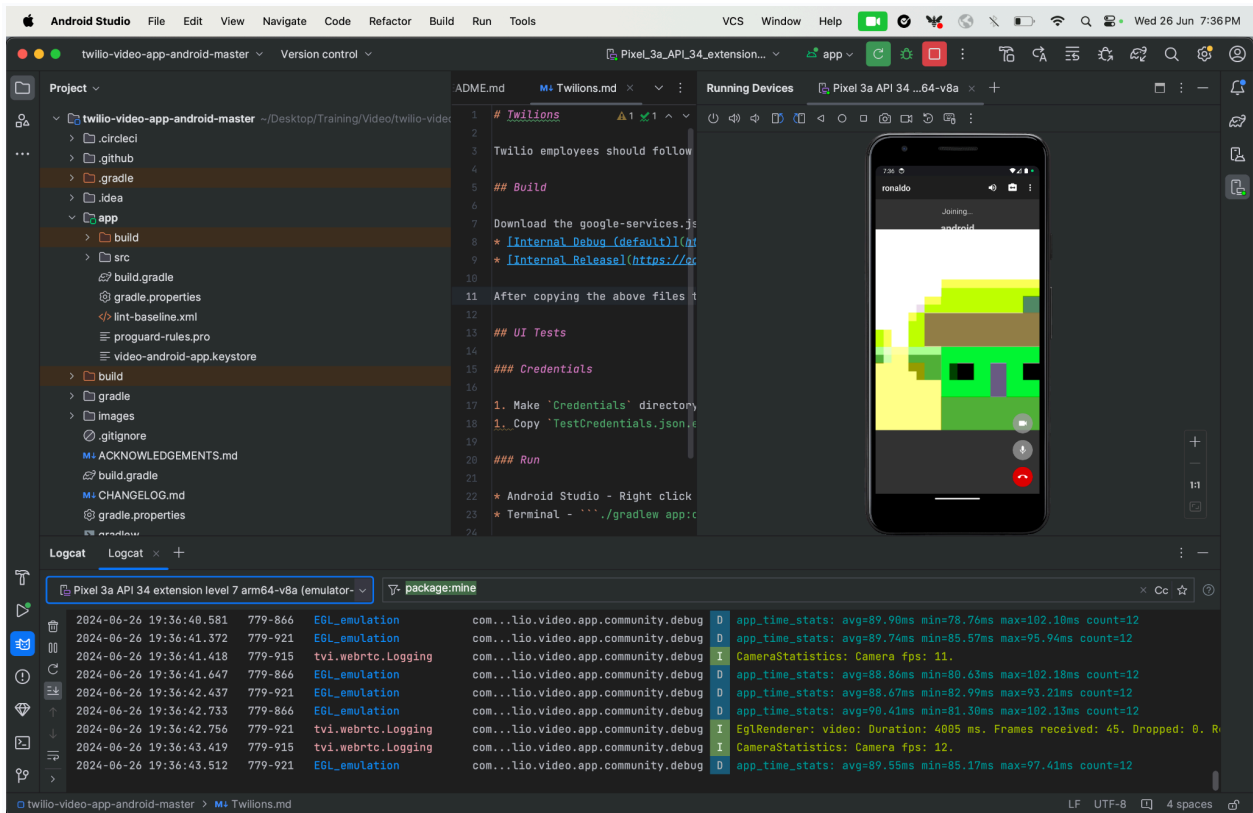 Android Studio File Edit View Navigate Code Refactor Build Run Tools VCS Window Help Wed 26 Jun 7:36 PM
twilio-video-app-android-master Version control Pixel_3a_API_34_extension... app
Project
ADME.md Twilions.md
Running Devices Pixel 3a API 34 ...64-v8a
twilio-video-app-android-master ~/Desktop/Training/Video/twilio-video
.circleci
.github
.gradle
.idea
app
build
src
build.gradle
gradle.properties
lint-baseline.xml
proguard-rules.pro
video-android-app.keystore
build
gradle
images
.gitignore
M↓ ACKNOWLEDGEMENTS.md
build.gradle
M↓ CHANGELOG.md
gradle.properties
gradlew
1 # Twilions 1 1
2
3 Twilio employees should follow
4
5 ## Build
6
7 Download the google-services.js
8 * [Internal Debug (default)](ht
9 * [Internal Release](https://co
10
11 After copying the above files t
12
13 ## UI Tests
14
15 ### Credentials
16
17 1. Make `Credentials` directory
18 1. Copy `TestCredentials.json.e
19
20 ### Run
21
22 * Android Studio - Right click
23 * Terminal - ```./gradlew app:c
24
7:36
ronaldo
Joining...
android
1:1
Logcat Logcat
Pixel 3a API 34 extension level 7 arm64-v8a (emulator- package:mine Cc
2024-06-26 19:36:40.581 779-866 EGL_emulation com...lio.video.app.community.debug D app_time_stats: avg=89.90ms min=78.76ms max=102.10ms count=12
2024-06-26 19:36:41.372 779-921 EGL_emulation com...lio.video.app.community.debug D app_time_stats: avg=89.74ms min=85.57ms max=95.94ms count=12
2024-06-26 19:36:41.418 779-915 tvi.webrtc.Logging com...lio.video.app.community.debug I CameraStatistics: Camera fps: 11.
2024-06-26 19:36:41.647 779-866 EGL_emulation com...lio.video.app.community.debug D app_time_stats: avg=88.86ms min=80.63ms max=102.18ms count=12
2024-06-26 19:36:42.437 779-921 EGL_emulation com...lio.video.app.community.debug D app_time_stats: avg=88.67ms min=82.99ms max=93.21ms count=12
2024-06-26 19:36:42.733 779-866 EGL_emulation com...lio.video.app.community.debug D app_time_stats: avg=90.41ms min=81.30ms max=102.13ms count=12
2024-06-26 19:36:42.756 779-921 tvi.webrtc.Logging com...lio.video.app.community.debug I EglRenderer: video: Duration: 4005 ms. Frames received: 45. Dropped: 0. R
2024-06-26 19:36:43.419 779-915 tvi.webrtc.Logging com...lio.video.app.community.debug I CameraStatistics: Camera fps: 12.
2024-06-26 19:36:43.512 779-921 EGL_emulation com...lio.video.app.community.debug D app_time_stats: avg=89.55ms min=85.17ms max=97.41ms count=12
twilio-video-app-android-master > M↓ Twilions.md LF UTF-8 4 spaces